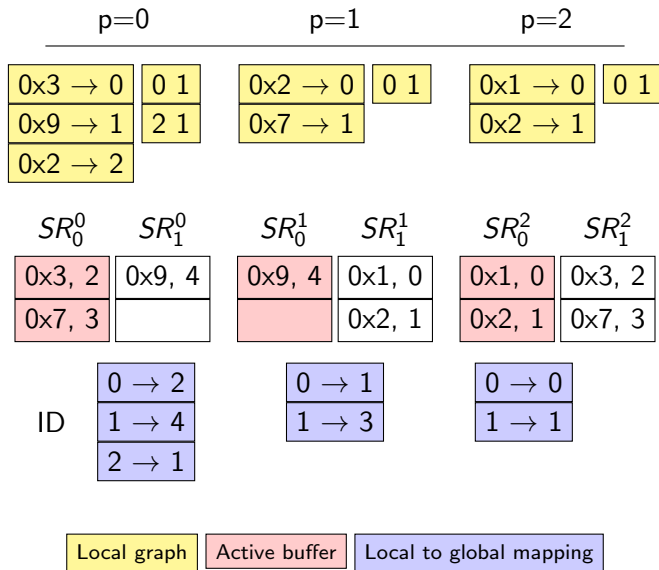 p=0 p=1 p=2
0x3 → 0 0 1 0x2 → 0 0 1 0x1 → 0 0 1
0x9 → 1 2 1 0x7 → 1 0x2 → 1
0x2 → 2
SR₀⁰ SR₁⁰ SR₀¹ SR₁¹ SR₀² SR₁²
0x3, 2 0x9, 4 0x9, 4 0x1, 0 0x1, 0 0x3, 2
0x7, 3 0x2, 1 0x2, 1 0x7, 3
0 → 2 0 → 1 0 → 0
ID 1 → 4 1 → 3 1 → 1
2 → 1
Local graph Active buffer Local to global mapping